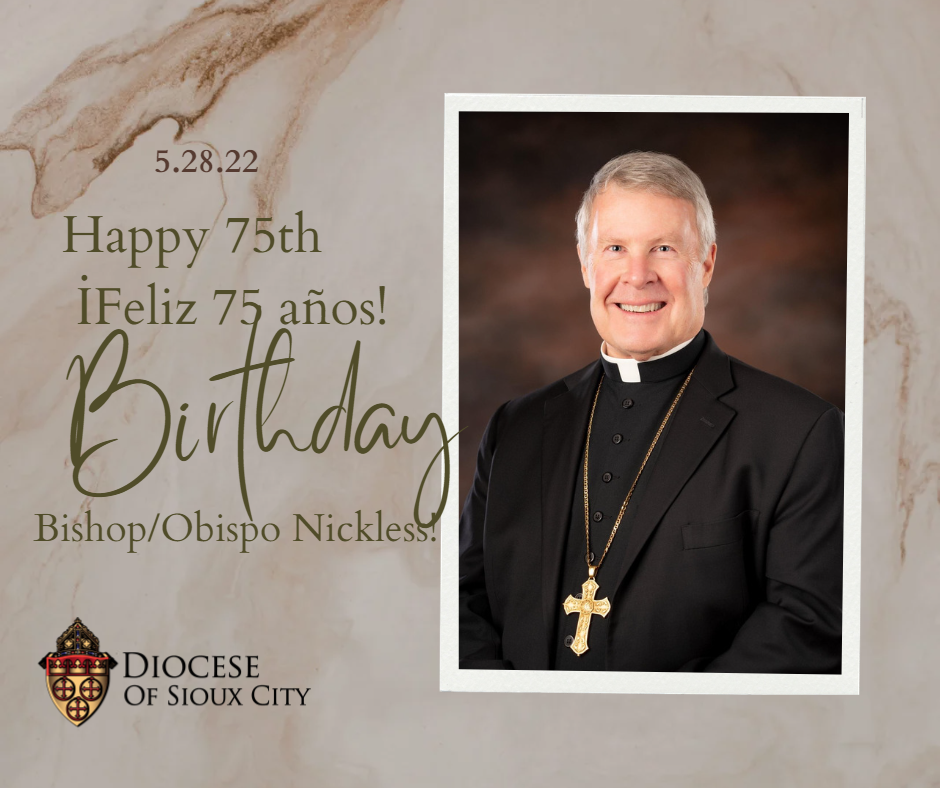 5.28.22
Happy 75th
¡Feliz 75 años!
Birthday
Bishop/Obispo Nickless!
DIOCESE
OF SIOUX CITY